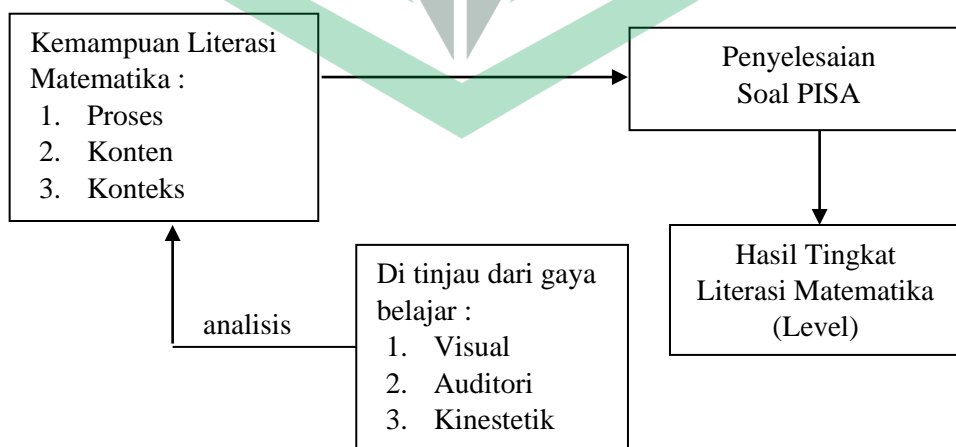 Kemampuan Literasi
Matematika :
1. Proses
2. Konten
3. Konteks
Penyelesaian
Soal PISA
Hasil Tingkat
Literasi Matematika
(Level)
analisis
Di tinjau dari gaya
belajar :
1. Visual
2. Auditori
3. Kinestetik